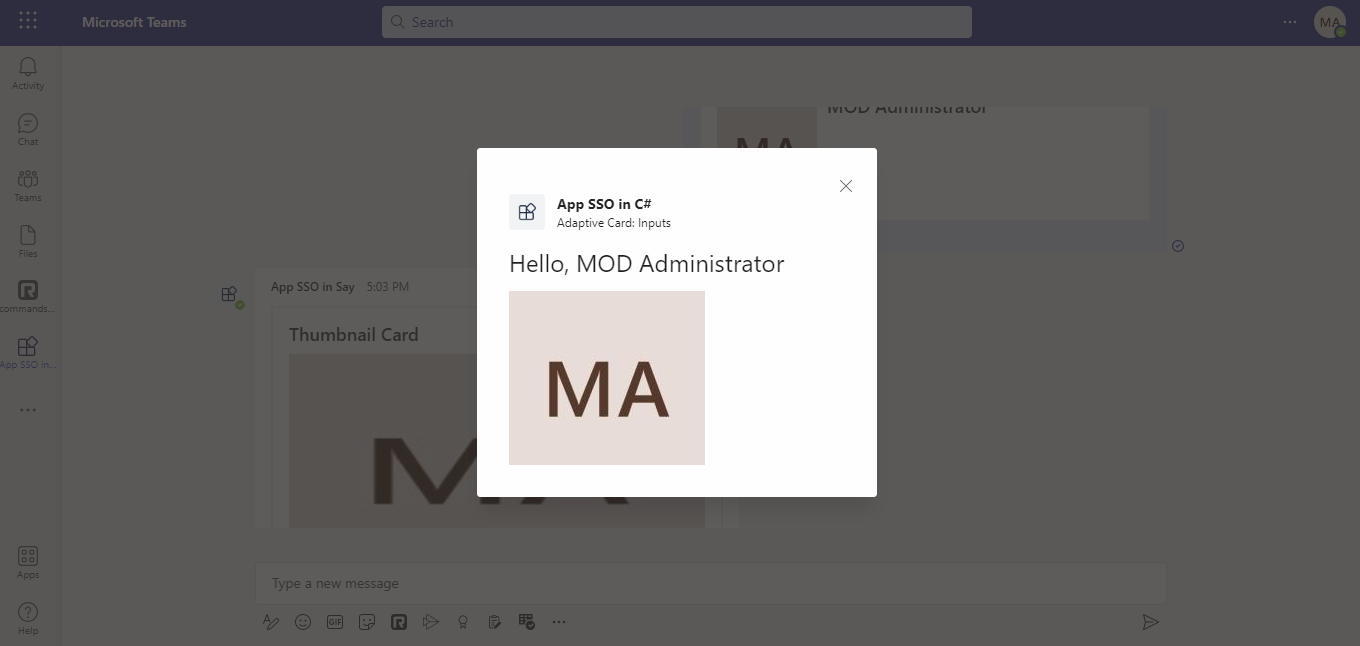 Microsoft Teams
Search
MA
Activity
Chat
Teams
Files
commands...
App SSO in...
Apps
Help
MOD Administrator
MA
App SSO in C#
Adaptive Card: Inputs
Hello, MOD Administrator
MA
App SSO in Say 5:03 PM
Thumbnail Card
MA
Type a new message
GIF